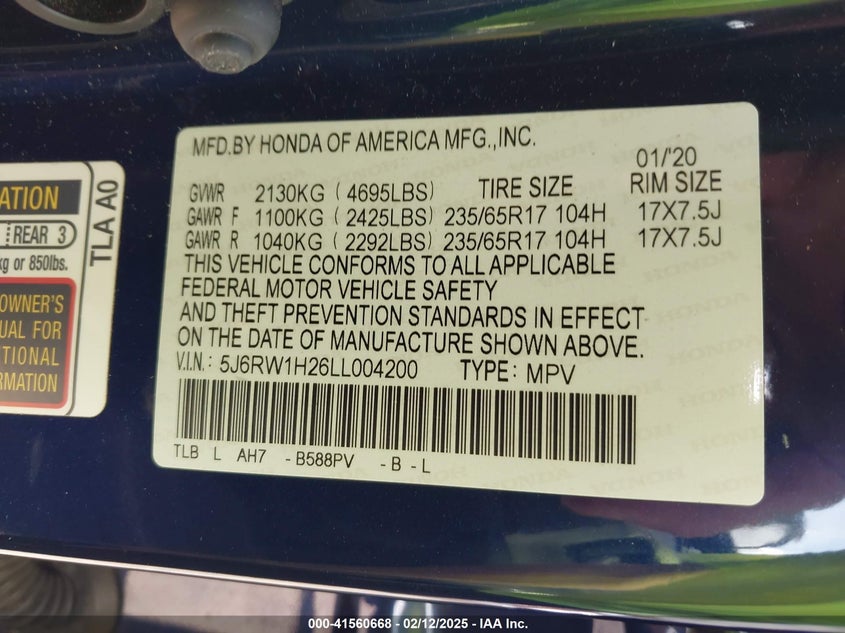 MFD.BY HONDA OF AMERICA MFG.,INC.
01/'20
GVWR 2130KG (4695LBS) TIRE SIZE RIM SIZE
GAWR F 1100KG (2425LBS) 235/65R17 104H 17X7.5J
GAWR R 1040KG (2292LBS) 235/65R17 104H 17X7.5J
THIS VEHICLE CONFORMS TO ALL APPLICABLE
FEDERAL MOTOR VEHICLE SAFETY
AND THEFT PREVENTION STANDARDS IN EFFECT
ON THE DATE OF MANUFACTURE SHOWN ABOVE.
V.I.N.: 5J6RW1H26LL004200 TYPE: MPV
TLB L AH7 -B588PV -B -L
ATION
REAR 3
kg or 850lbs.
OWNER'S
UAL FOR
ITIONAL
RMATION
TLA A0
000-41560668 - 02/12/2025 - IAA Inc.